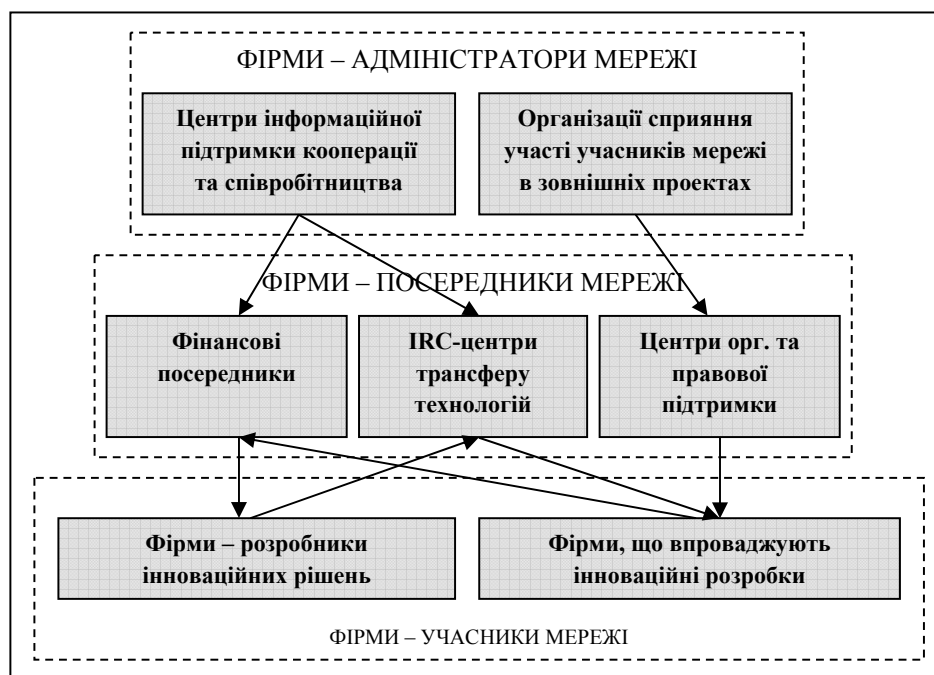 ФІРМИ – АДМІНІСТРАТОРИ МЕРЕЖІ
Центри інформаційної
підтримки кооперації
та співробітництва
Організації сприяння
участі учасників мережі
в зовнішніх проектах
ФІРМИ – ПОСЕРЕДНИКИ МЕРЕЖІ
Фінансові
посередники
IRC-центри
трансферу
технологій
Центри орг. та
правової
підтримки
Фірми – розробники
інноваційних рішень
Фірми, що впроваджують
інноваційні розробки
ФІРМИ – УЧАСНИКИ МЕРЕЖІ